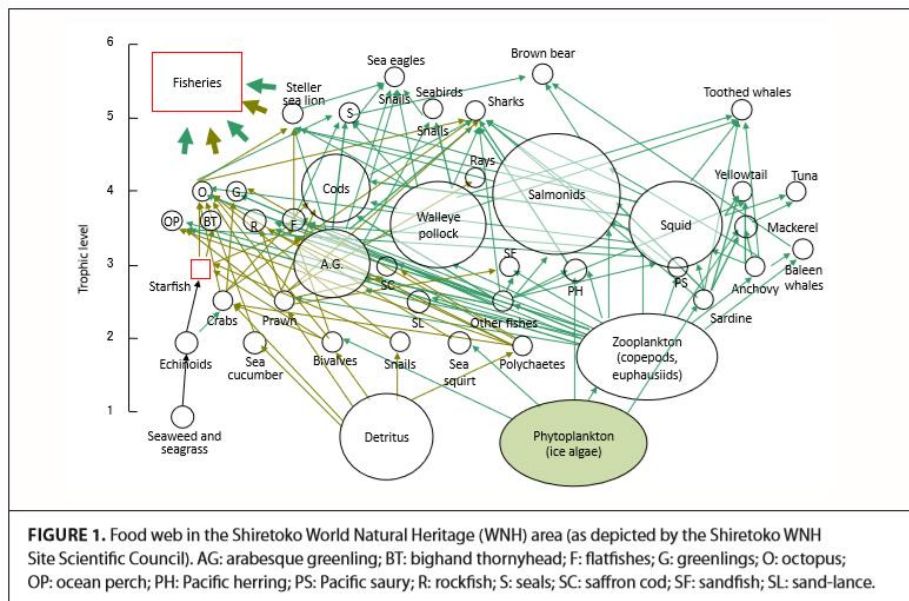 6
5
4
3
2
1
Trophic level
Fisheries
Steller
sea lion
Sea eagles
Snails
Seabirds
Snails
Sharks
Brown bear
Toothed whales
S
Rays
O
G
Cods
Walleye
pollock
Salmonids
Squid
Yellowtail
Tuna
OP
BT
R
F
Mackerel
A.G.
SC
SF
PH
PS
Baleen
whales
Anchovy
Sardine
Starfish
Crabs
Prawn
SL
Other fishes
Zooplankton
(copepods,
euphausiids)
Echinoids
Sea
cucumber
Bivalves
Snails
Sea
squirt
Polychaetes
Seaweed and
seagrass
Detritus
Phytoplankton
(ice algae)
FIGURE 1. Food web in the Shiretoko World Natural Heritage (WNH) area (as depicted by the Shiretoko WNH
Site Scientific Council). AG: arabesque greenling; BT: bighand thornyhead; F: flatfishes; G: greenlings; O: octopus;
OP: ocean perch; PH: Pacific herring; PS: Pacific saury; R: rockfish; S: seals; SC: saffron cod; SF: sandfish; SL: sand-lance.